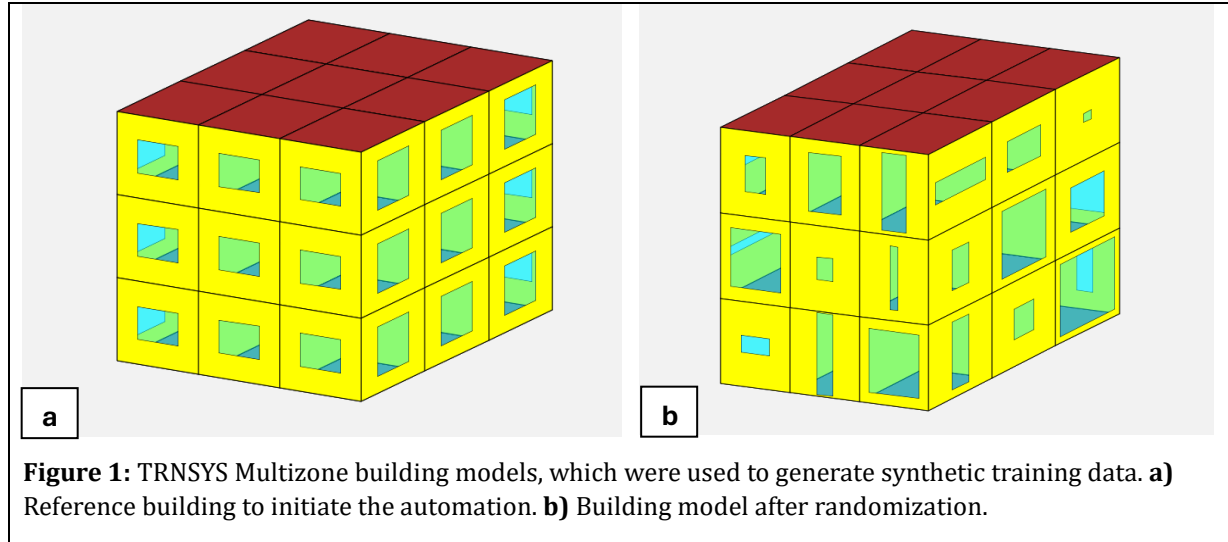 a
b
Figure 1: TRNSYS Multizone building models, which were used to generate synthetic training data. a)
Reference building to initiate the automation. b) Building model after randomization.